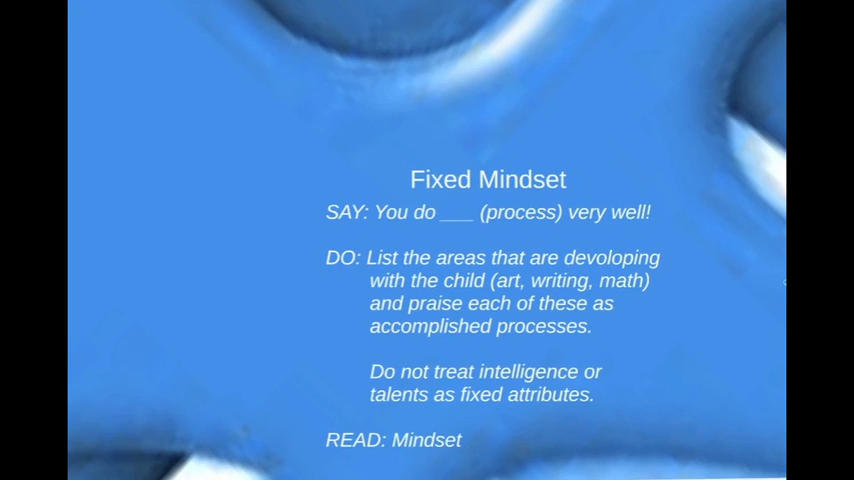 Fixed Mindset
SAY: You do ___ (process) very well!
DO: List the areas that are devoloping
with the child (art, writing, math)
and praise each of these as
accomplished processes.
Do not treat intelligence or
talents as fixed attributes.
READ: Mindset